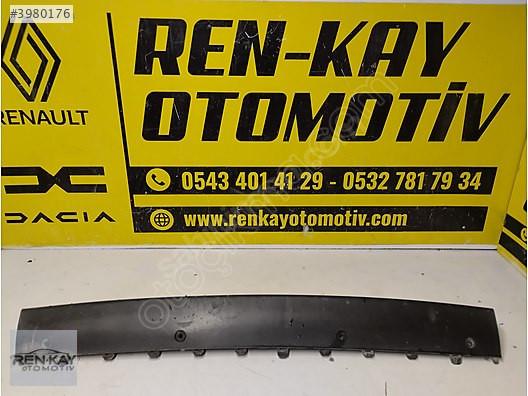 #3980176
REN-KAY
OTOMOTİV
RENAULT
0543 401 41 29 - 0532 781 79 34
DACIA
www.renkayotomotiv.com
REN-KAY
OTOMOTİV